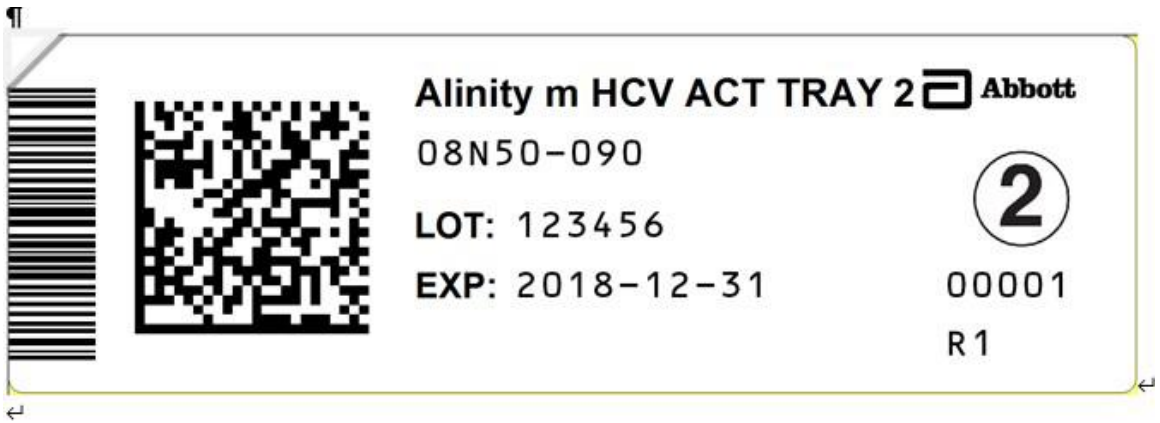 ¶
Alinity m HCV ACT TRAY 2 Abbott
08N50-090
2
LOT: 123456
EXP: 2018-12-31 00001
R1
↵
↵